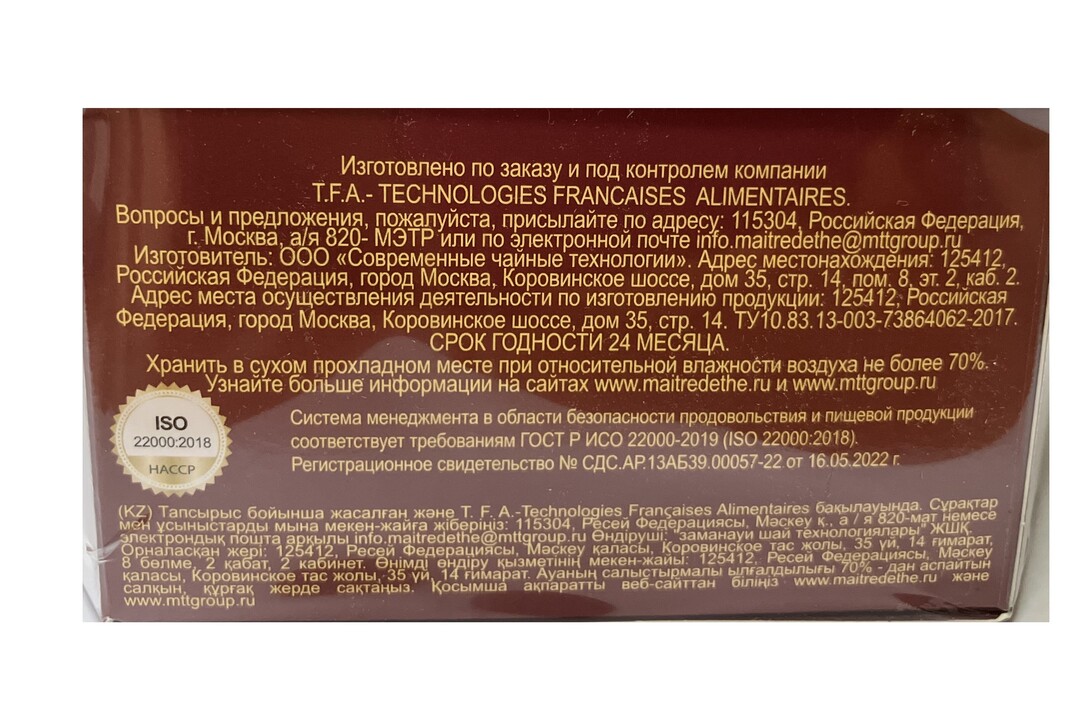 Изготовлено по заказу и под контролем компании
T.F.A.- TECHNOLOGIES FRANCAISES ALIMENTAIRES.
Вопросы и предложения, пожалуйста, присылайте по адресу: 115304, Российская Федерация,
г. Москва, а/я 820- МЭТР или по электронной почте info.maitredethe@mttgroup.ru
Изготовитель: ООО «Современные чайные технологии». Адрес местонахождения: 125412,
Российская Федерация, город Москва, Коровинское шоссе, дом 35, стр. 14, пом. 8, эт. 2, каб. 2.
Адрес места осуществления деятельности по изготовлению продукции: 125412, Российская
Федерация, город Москва, Коровинское шоссе, дом 35, стр. 14. ТУ10.83.13-003-73864062-2017.
СРОК ГОДНОСТИ 24 МЕСЯЦА.
Хранить в сухом прохладном месте при относительной влажности воздуха не более 70%.
Узнайте больше информации на сайтах www.maitredethe.ru и www.mttgroup.ru
ISO
22000:2018
HACCP
Система менеджмента в области безопасности продовольствия и пищевой продукции
соответствует требованиям ГОСТ Р ИСО 22000-2019 (ISO 22000:2018).
Регистрационное свидетельство № СДС.АР.13АБ39.00057-22 от 16.05.2022 г.
(KZ) Тапсырыс бойынша жасалған және T. F. A.-Technologies Françaises Alimentaires бақылауында. Сұрақтар
мен ұсыныстарды мына мекен-жайға жіберіңіз: 115304, Ресей Федерациясы, Мәскеу қ., а / я 820-мәт немесе
электрондық пошта арқылы info.maitredethe@mttgroup.ru Өндіруші: "заманауи шай технологиялары" ЖШҚ.
Орналасқан жері: 125412, Ресей Федерациясы, Мәскеу қаласы, Коровинское тас жолы, 35 үй, 14 ғимарат,
8 бөлме, 2 қабат, 2 кабинет. Өнімді өндіру қызметінің мекен-жайы: 125412, Ресей Федерациясы, Мәскеу
қаласы, Коровинское тас жолы, 35 үй, 14 ғимарат. Ауаның салыстырмалы ылғалдылығы 70% - дан аспайтын
салқын, құрғақ жерде сақтаңыз. Қосымша ақпаратты веб-сайттан біліңіз www.maitredethe.ru және
www.mttgroup.ru